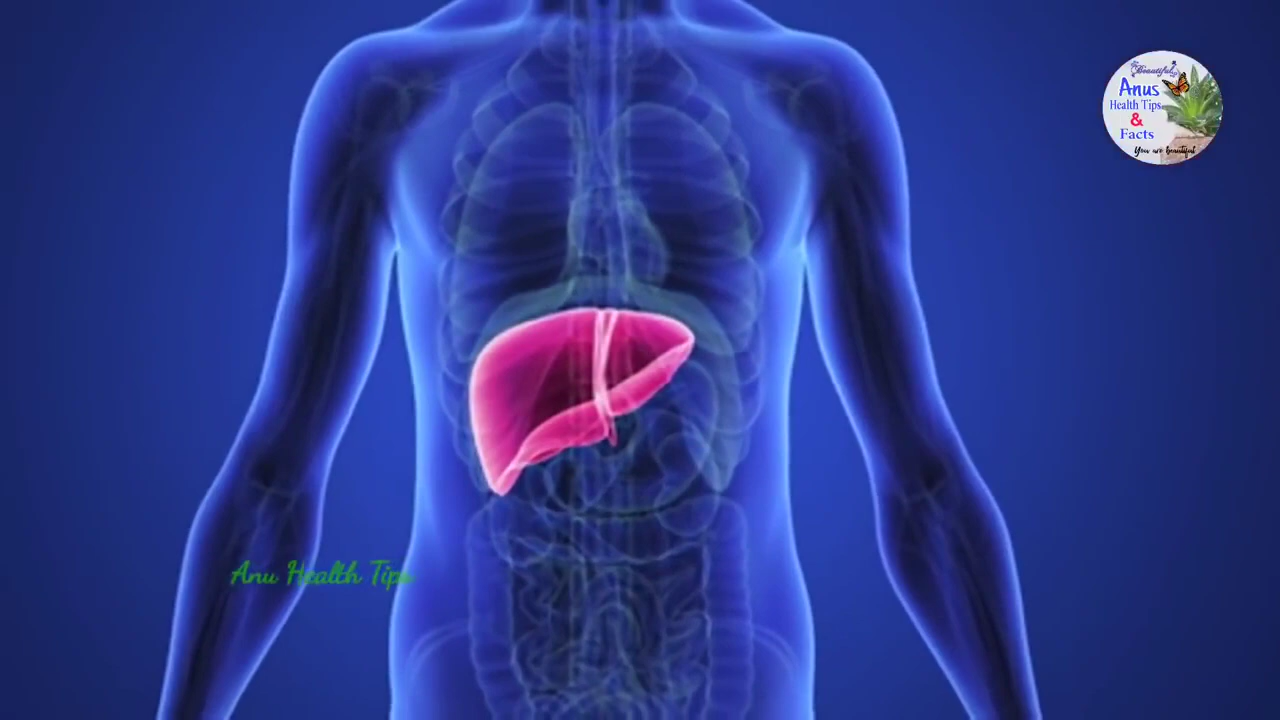 Beautiful
Anus
Health Tips
&
Facts
You are beautiful
Anu Health Tips